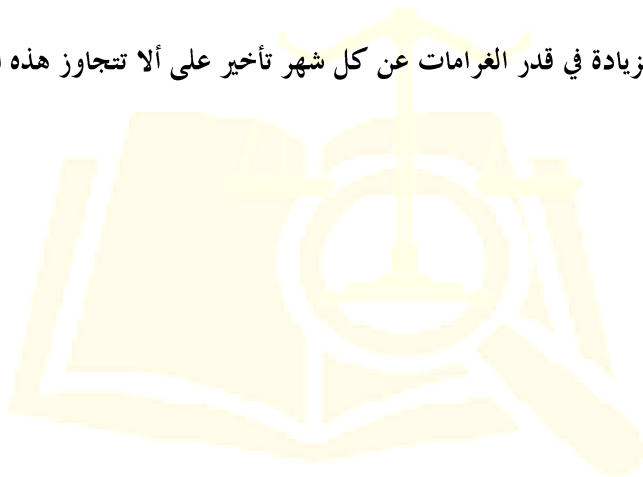 زيادة في قدر الغرامات عن كل شهر تأخير على ألا تتجاوز هذه